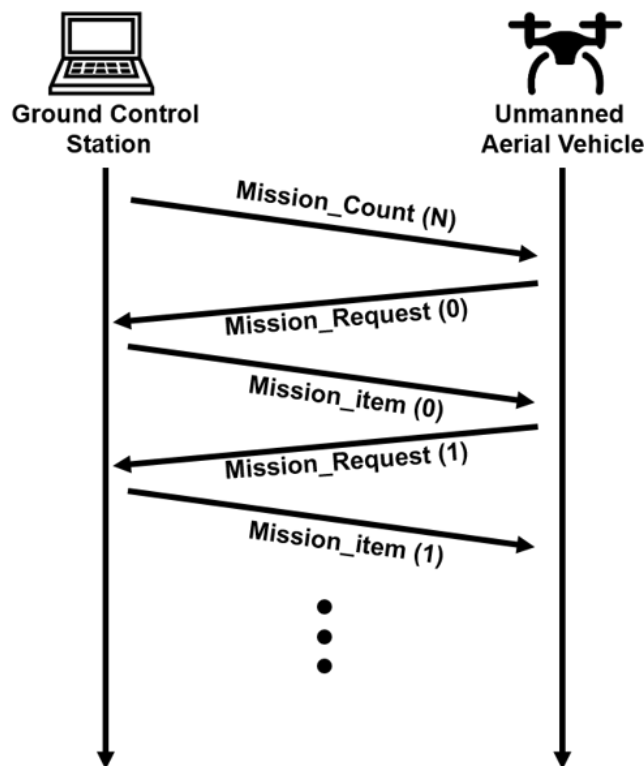 Ground Control
Station
Unmanned
Aerial Vehicle
Mission_Count (N)
Mission_Request (0)
Mission_item (0)
Mission_Request (1)
Mission_item (1)